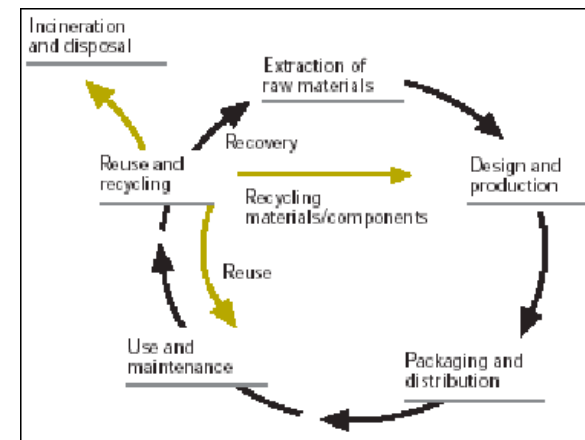 Incineration
and disposal
Extraction of
raw materials
Recovery
Reuse and
recycling
Design and
production
Recycling
materials/components
Reuse
Use and
maintenance
Packaging and
distribution